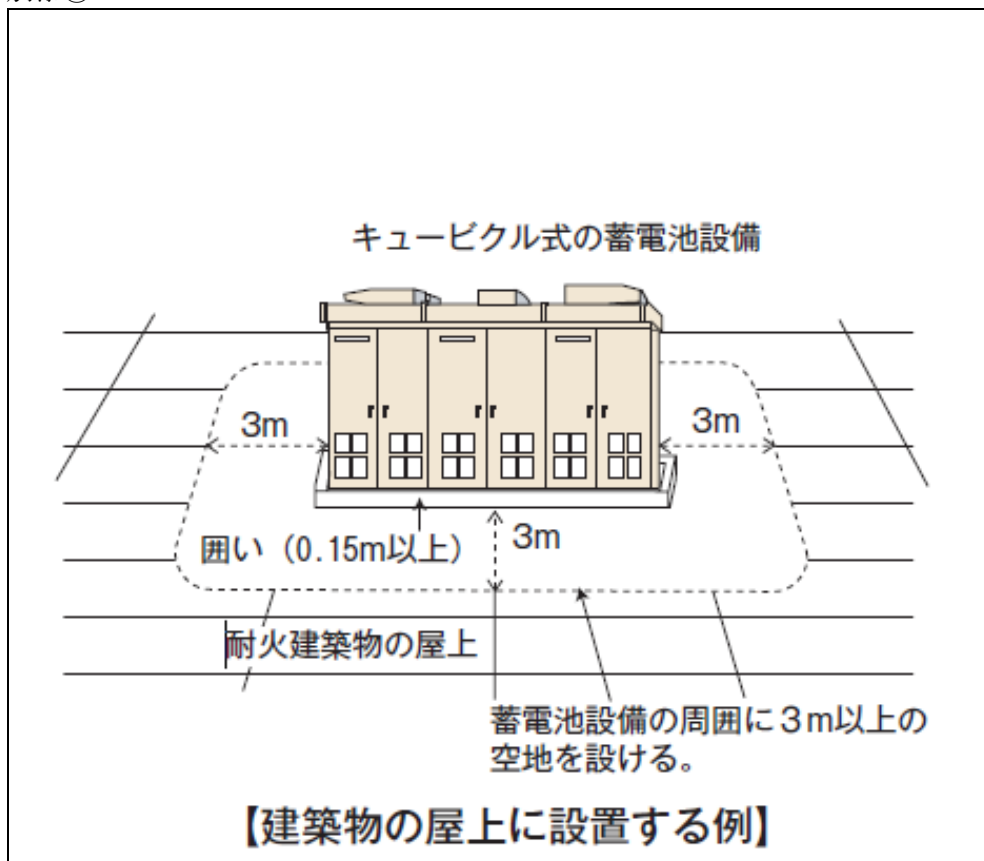 キュービクル式の蓄電池設備
3m
3m
3m
囲い（0.15m以上）
耐火建築物の屋上
蓄電池設備の周囲に３m以上の
空地を設ける。
【建築物の屋上に設置する例】